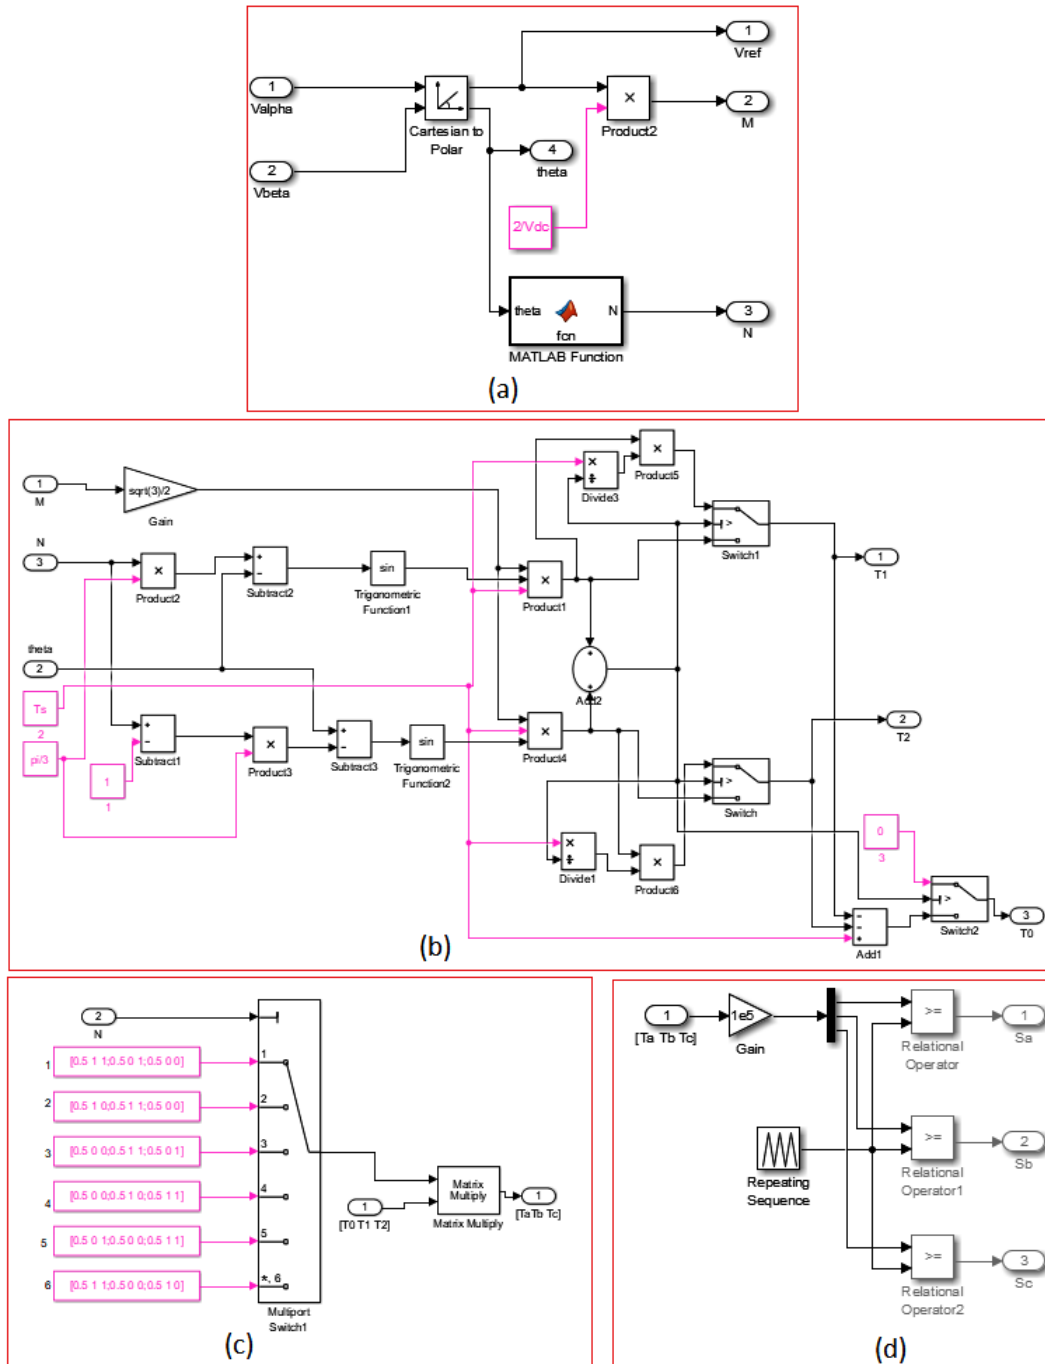 1
Vref
1
Valpha
×
Product2
2
M
Cartesian to
Polar
4
theta
2
Vbeta
2/Vdc
theta
N
fcn
MATLAB Function
3
N
(a)
1
M
sqrt(3)/2
Gain
×
÷
Divide3
×
Product5
>
Switch1
1
T1
N
3
×
Product2
+
−
Subtract2
sin
Trigonometric
Function1
×
Product1
theta
2
+
+
Add2
Ts
2
pi/3
1
1
+
−
Subtract1
×
Product3
+
−
Subtract3
sin
Trigonometric
Function2
×
Product4
2
T2
>
Switch
×
÷
Divide1
×
Product6
0
3
−
−
+
Add1
>
Switch2
3
T0
(b)
2
N
1
[0.5 1 1;0.5 0 1;0.5 0 0]
1
2
[0.5 1 0;0.5 1 1;0.5 0 0]
2
3
[0.5 0 0;0.5 1 1;0.5 0 1]
3
4
[0.5 0 0;0.5 1 0;0.5 1 1]
4
5
[0.5 0 1;0.5 0 0;0.5 1 1]
5
6
[0.5 1 1;0.5 0 0;0.5 1 0]
*, 6
Multiport
Switch1
1
[T0 T1 T2]
Matrix
Multiply
Matrix Multiply
1
[Ta Tb Tc]
(c)
1
[Ta Tb Tc]
1e5
Gain
>=
Relational
Operator
1
Sa
Repeating
Sequence
>=
Relational
Operator1
2
Sb
>=
Relational
Operator2
3
Sc
(d)